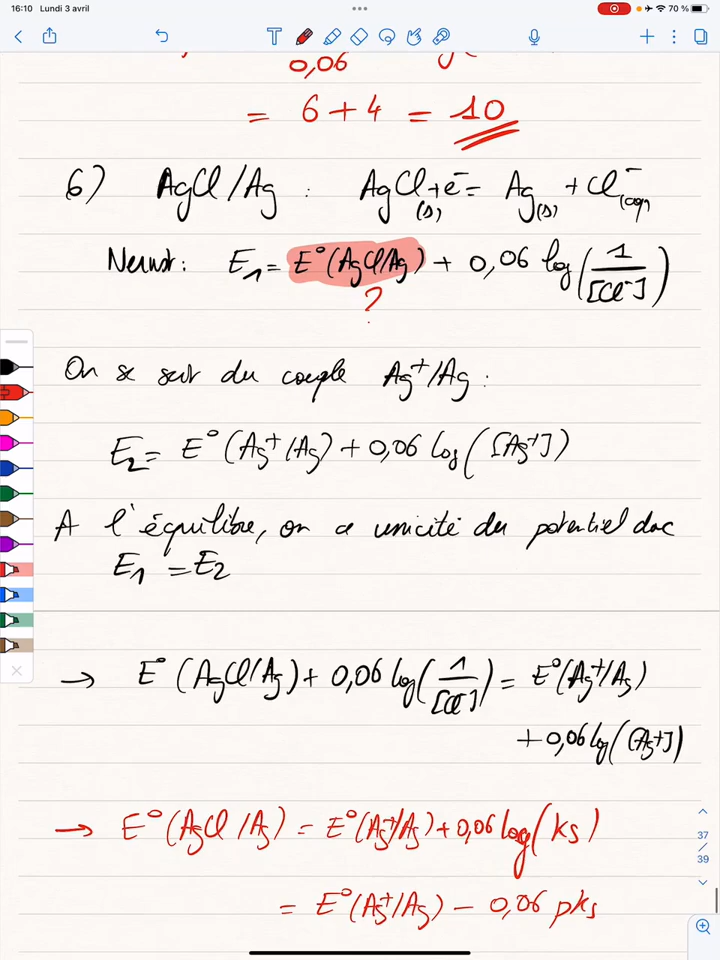 16:10 Lundi 3 avril
70 %
T
0,06
= 6 + 4 = 10
6) AgCl/Ag : AgCl(s) + e⁻ = Ag(s) + Cl⁻(aq)
Nernst: E₁ = E°(AgCl/Ag) + 0,06 log(1/[Cl⁻])
?
On se sert du couple Ag⁺/Ag :
E₂ = E°(Ag⁺/Ag) + 0,06 log([Ag⁺])
A l'équilibre, on a unicité du potentiel doc
E₁ = E₂
→ E°(AgCl/Ag) + 0,06 log(1/[Cl⁻]) = E°(Ag⁺/Ag)
+ 0,06 log([Ag⁺])
→ E°(AgCl/Ag) = E°(Ag⁺/Ag) + 0,06 log(ks)
= E°(Ag⁺/Ag) − 0,06 pks
37
/
39